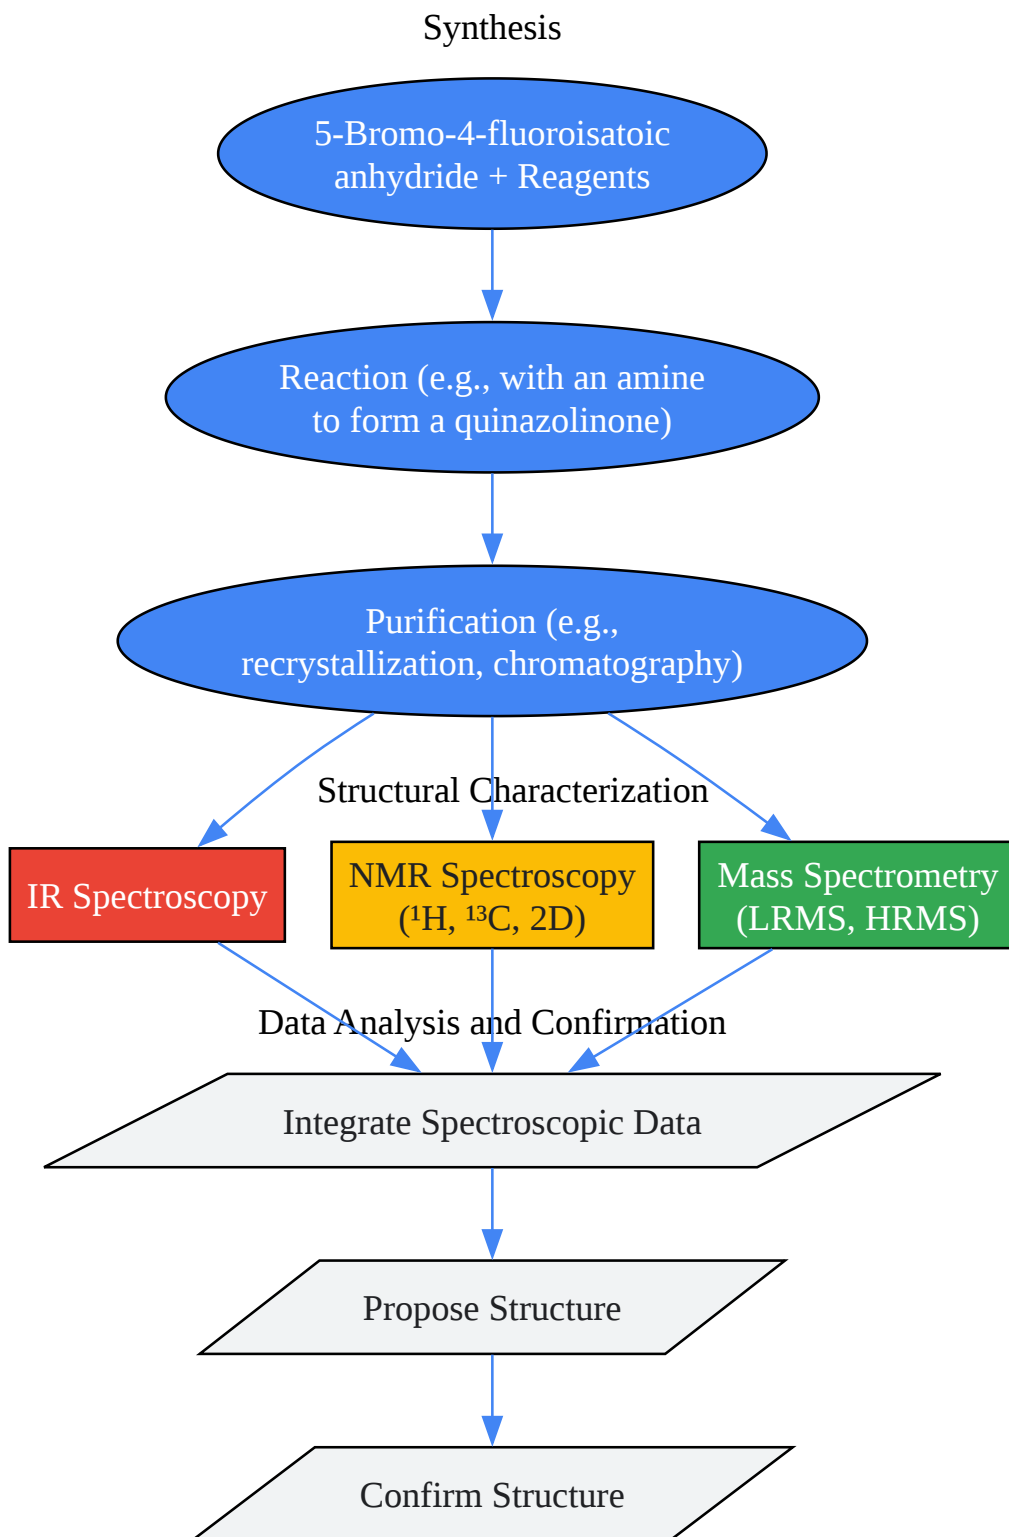 Synthesis
5-Bromo-4-fluoroisatoic
anhydride + Reagents
Reaction (e.g., with an amine
to form a quinazolinone)
Purification (e.g.,
recrystallization, chromatography)
Structural Characterization
IR Spectroscopy
NMR Spectroscopy
(¹H, ¹³C, 2D)
Mass Spectrometry
(LRMS, HRMS)
Data Analysis and Confirmation
Integrate Spectroscopic Data
Propose Structure
Confirm Structure